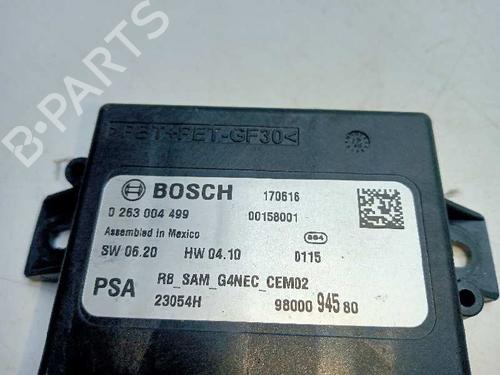 >PBT+PET-GF30<
BOSCH 170616
0 263 004 499 00158001
Assembled in Mexico 864
SW 06.20 HW 04.10 0115
PSA R8_SAM_G4NEC_CEM02
23054H 98000 945 80